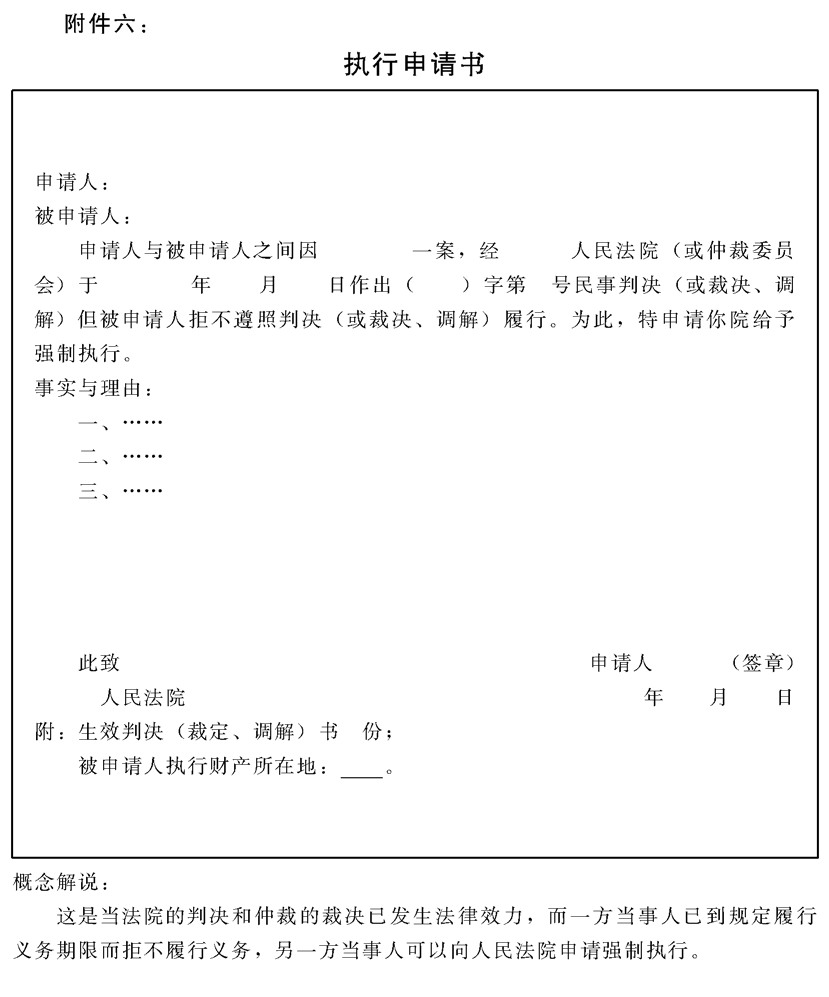 附件六：
执行申请书
申请人：
被申请人：
申请人与被申请人之间因 一案，经 人民法院（或仲裁委员
会）于 年 月 日作出（ ）字第 号民事判决（或裁决、调
解）但被申请人拒不遵照判决（或裁决、调解）履行。为此，特申请你院给予
强制执行。
事实与理由：
一、……
二、……
三、……
此致 申请人 （签章）
人民法院 年 月 日
附：生效判决（裁定、调解）书 份；
被申请人执行财产所在地：____。
概念解说：
这是当法院的判决和仲裁的裁决已发生法律效力，而一方当事人已到规定履行
义务期限而拒不履行义务，另一方当事人可以向人民法院申请强制执行。